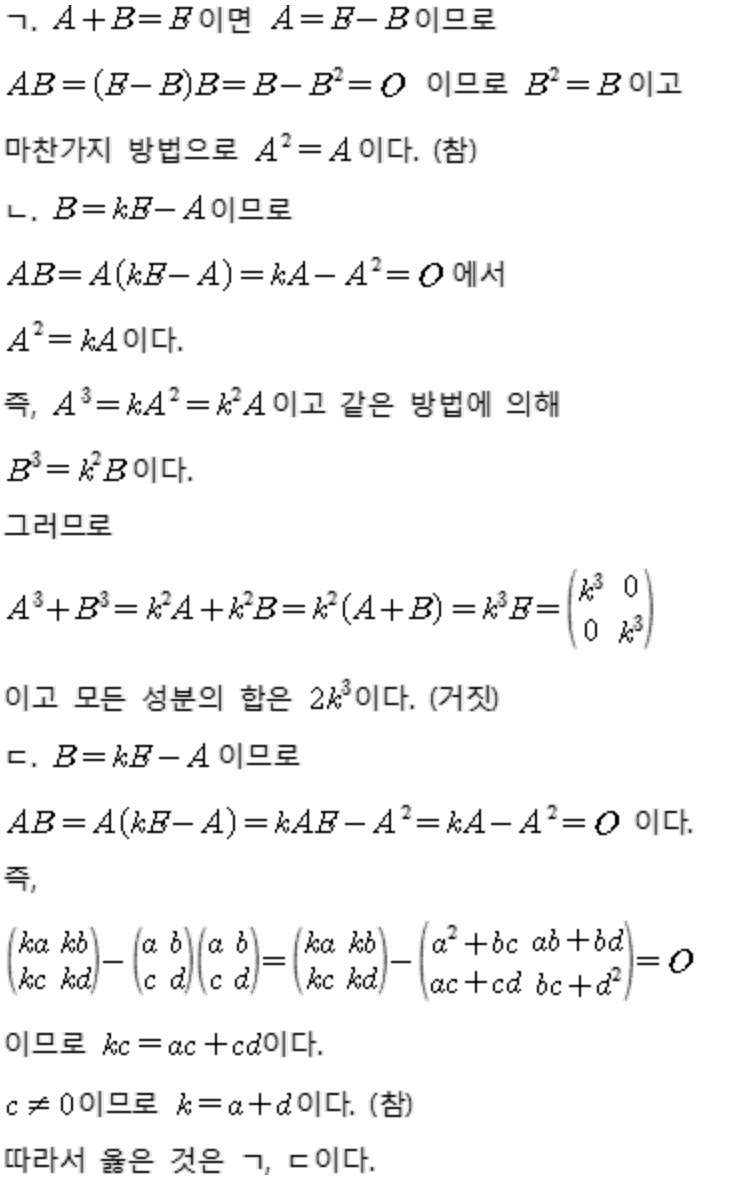 ㄱ. A+B=E이면 A=E-B이므로
AB=(E-B)B=B-B²=O 이므로 B²=B이고
마찬가지 방법으로 A²=A이다. (참)
ㄴ. B=kE-A이므로
AB=A(kE-A)=kA-A²=O에서
A²=kA이다.
즉, A³=kA²=k²A이고 같은 방법에 의해
B³=k²B이다.
그러므로
A³+B³=k²A+k²B=k²(A+B)=k³E=(k³ 0 / 0 k³)
이고 모든 성분의 합은 2k³이다. (거짓)
ㄷ. B=kE-A 이므로
AB=A(kE-A)=kAE-A²=kA-A²=O 이다.
즉,
(ka kb / kc kd)-(a b / c d)(a b / c d)=(ka kb / kc kd)-(a²+bc ab+bd / ac+cd bc+d²)=O
이므로 kc=ac+cd이다.
c≠0이므로 k=a+d이다. (참)
따라서 옳은 것은 ㄱ, ㄷ이다.